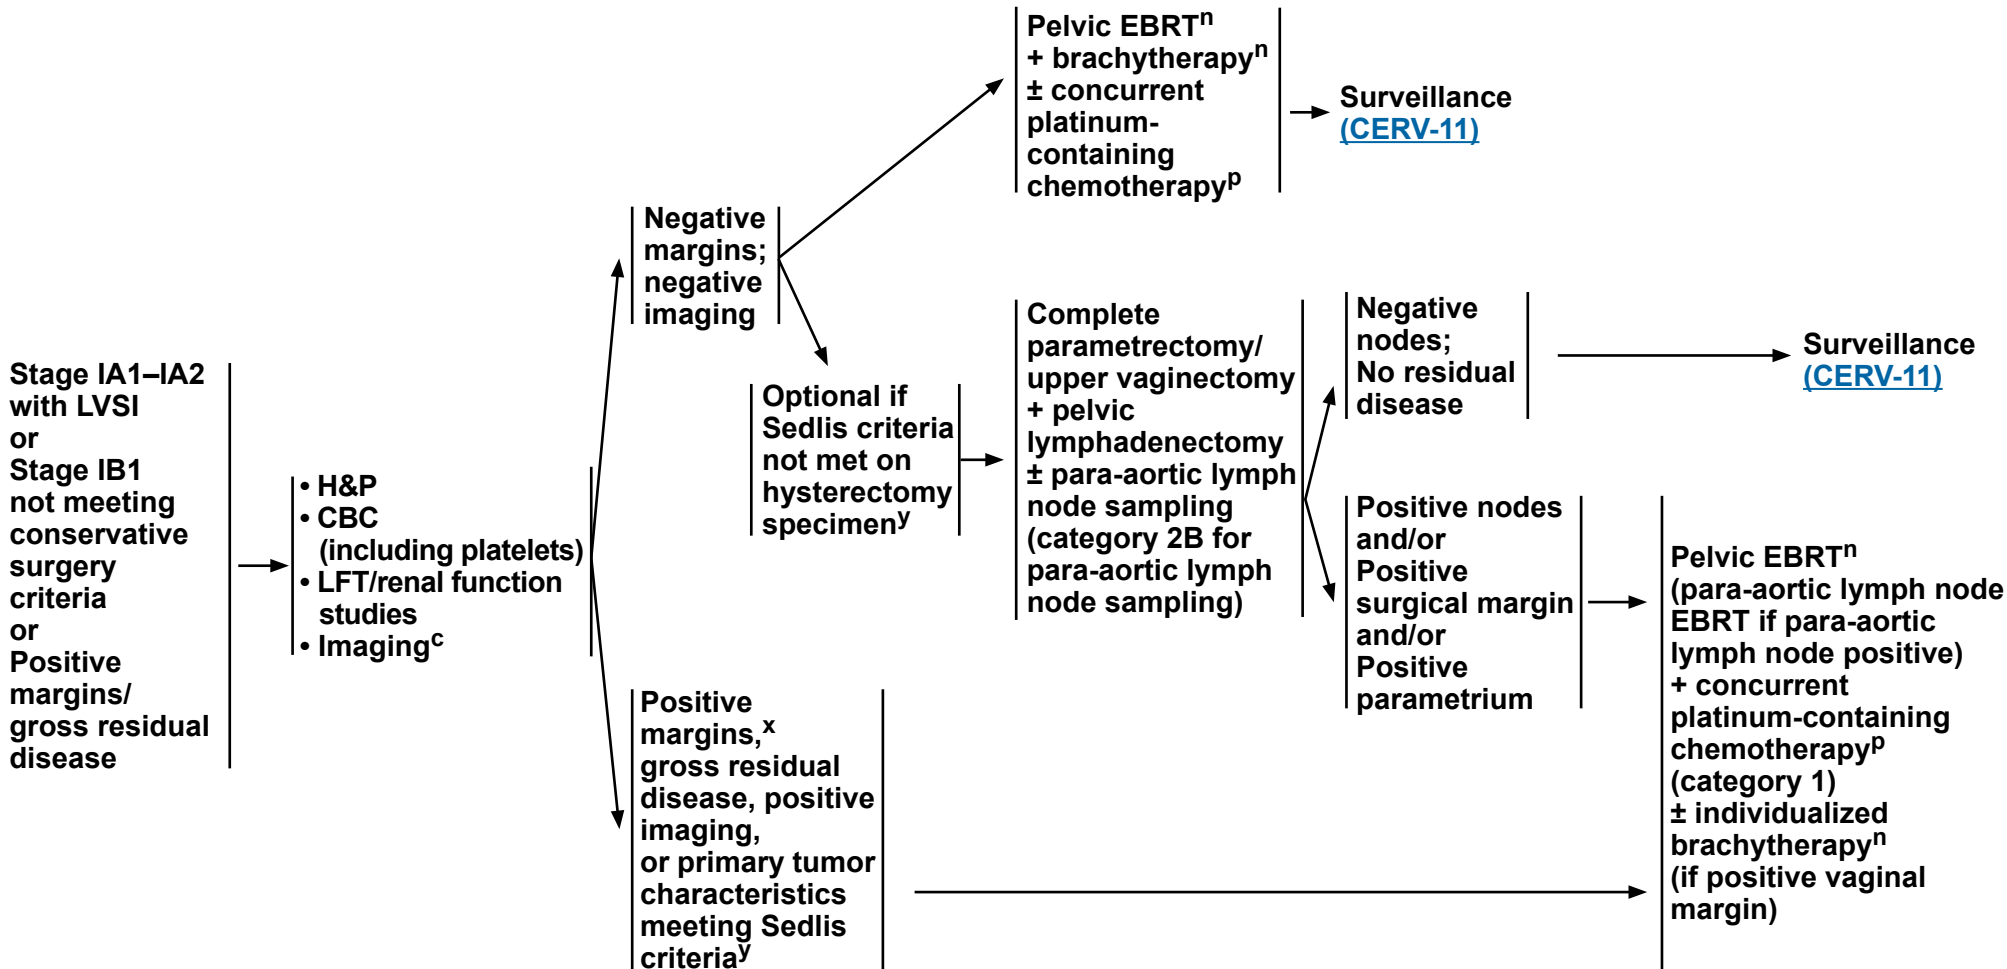 Stage IA1–IA2
with LVSI
or
Stage IB1
not meeting
conservative
surgery
criteria
or
Positive
margins/
gross residual
disease
• H&P
• CBC
(including platelets)
• LFT/renal function
studies
• Imagingc
Negative
margins;
negative
imaging
Pelvic EBRTn
+ brachytherapyn
± concurrent
platinum-
containing
chemotherapyp
Surveillance
(CERV-11)
Optional if
Sedlis criteria
not met on
hysterectomy
specimeny
Complete
parametrectomy/
upper vaginectomy
+ pelvic
lymphadenectomy
± para-aortic lymph
node sampling
(category 2B for
para-aortic lymph
node sampling)
Negative
nodes;
No residual
disease
Surveillance
(CERV-11)
Positive nodes
and/or
Positive
surgical margin
and/or
Positive
parametrium
Positive
margins,x
gross residual
disease, positive
imaging,
or primary tumor
characteristics
meeting Sedlis
criteriay
Pelvic EBRTn
(para-aortic lymph node
EBRT if para-aortic
lymph node positive)
+ concurrent
platinum-containing
chemotherapyp
(category 1)
± individualized
brachytherapyn
(if positive vaginal
margin)